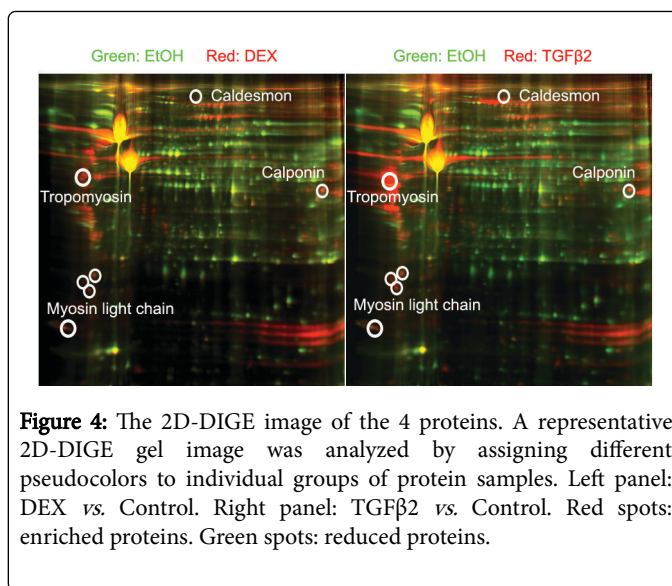 Green: EtOH Red: DEX Green: EtOH Red: TGFβ2
Caldesmon Caldesmon
Calponin Calponin
Tropomyosin Tropomyosin
Myosin light chain Myosin light chain
Figure 4: The 2D-DIGE image of the 4 proteins. A representative
2D-DIGE gel image was analyzed by assigning different
pseudocolors to individual groups of protein samples. Left panel:
DEX vs. Control. Right panel: TGFβ2 vs. Control. Red spots:
enriched proteins. Green spots: reduced proteins.